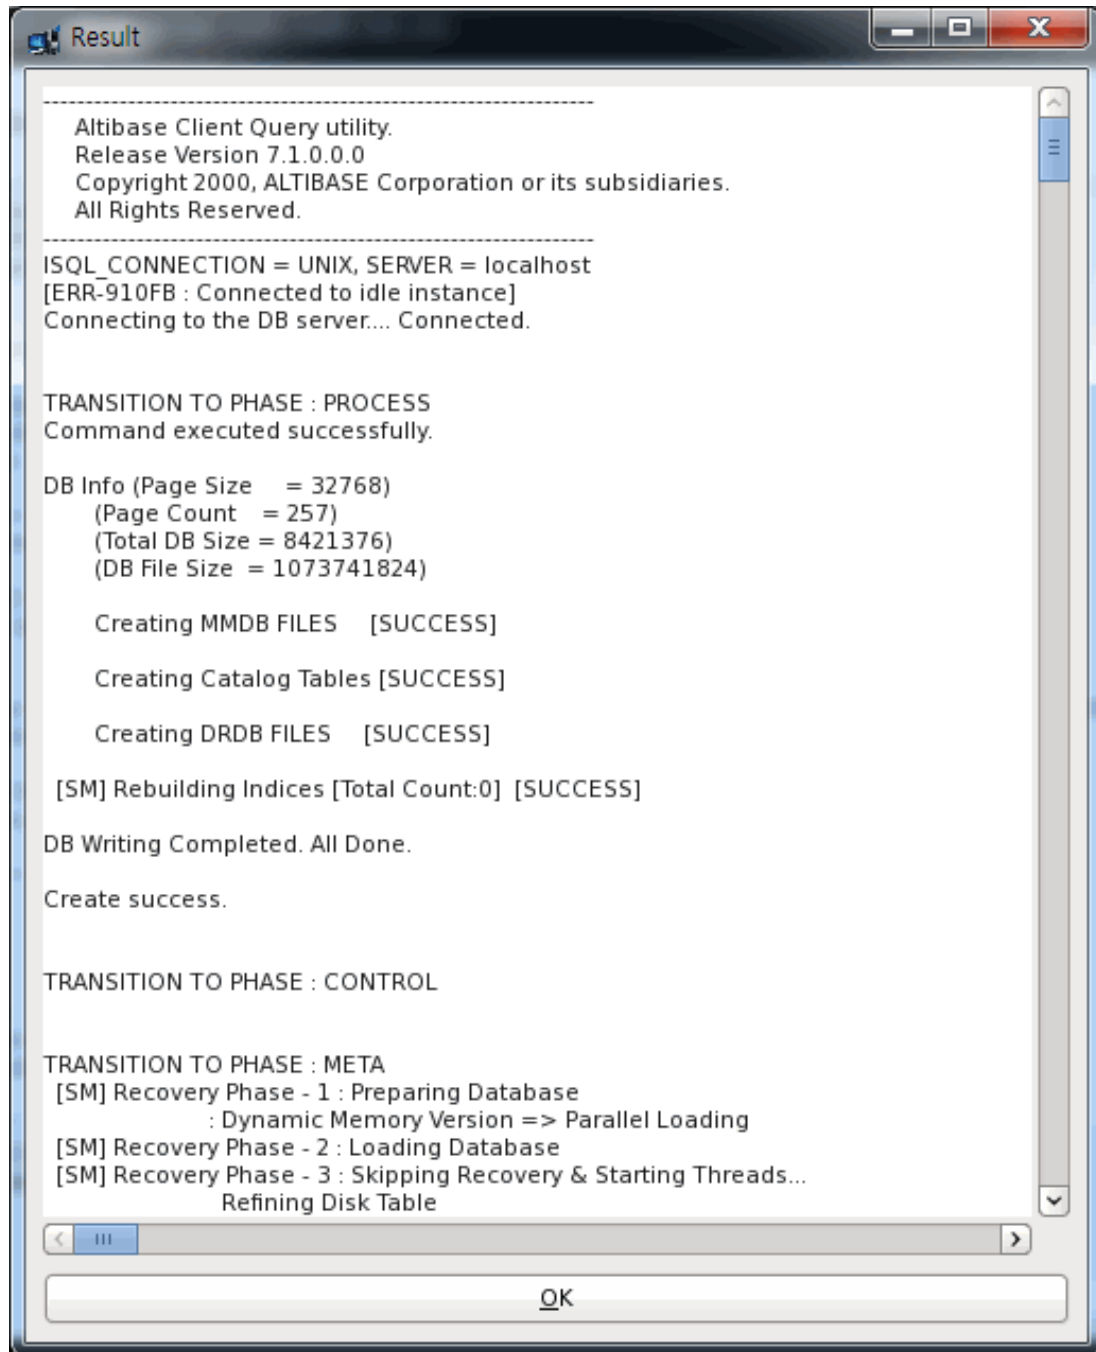 Result
-----------------------------------------------------------------
Altibase Client Query utility.
Release Version 7.1.0.0.0
Copyright 2000, ALTIBASE Corporation or its subsidiaries.
All Rights Reserved.
-----------------------------------------------------------------
ISQL_CONNECTION = UNIX, SERVER = localhost
[ERR-910FB : Connected to idle instance]
Connecting to the DB server.... Connected.
TRANSITION TO PHASE : PROCESS
Command executed successfully.
DB Info (Page Size    = 32768)
(Page Count   = 257)
(Total DB Size = 8421376)
(DB File Size  = 1073741824)
Creating MMDB FILES     [SUCCESS]
Creating Catalog Tables [SUCCESS]
Creating DRDB FILES     [SUCCESS]
[SM] Rebuilding Indices [Total Count:0]  [SUCCESS]
DB Writing Completed. All Done.
Create success.
TRANSITION TO PHASE : CONTROL
TRANSITION TO PHASE : META
[SM] Recovery Phase - 1 : Preparing Database
: Dynamic Memory Version => Parallel Loading
[SM] Recovery Phase - 2 : Loading Database
[SM] Recovery Phase - 3 : Skipping Recovery & Starting Threads...
Refining Disk Table
OK